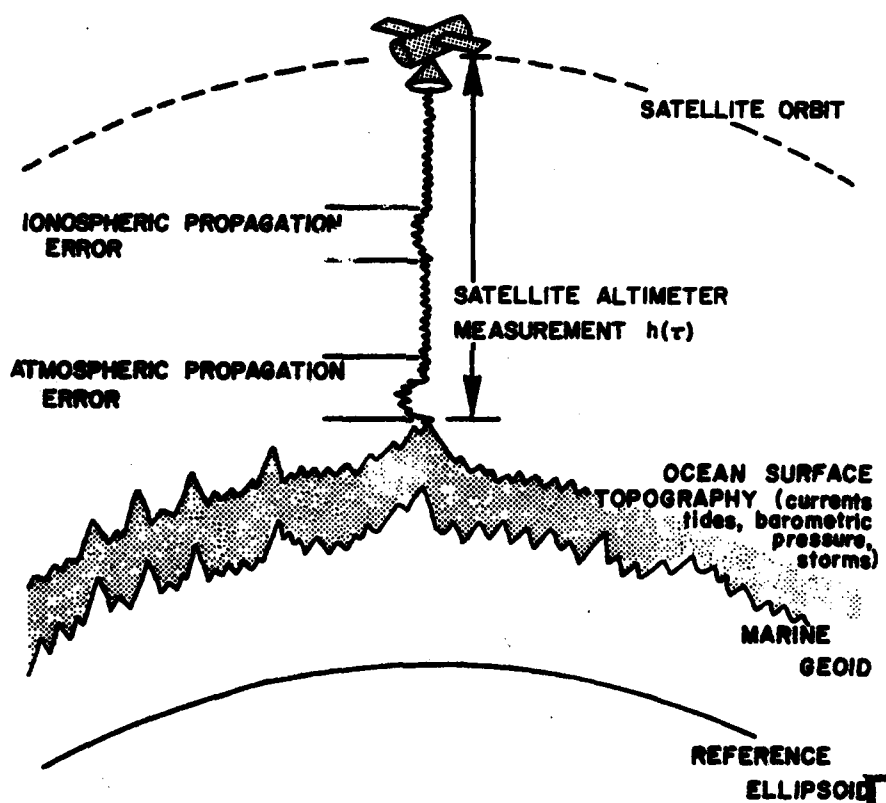 SATELLITE ORBIT
IONOSPHERIC PROPAGATION
ERROR
SATELLITE ALTIMETER
MEASUREMENT h(τ)
ATMOSPHERIC PROPAGATION
ERROR
OCEAN SURFACE
TOPOGRAPHY (currents
tides, barometric
pressure,
storms)
MARINE
GEOID
REFERENCE
ELLIPSOID